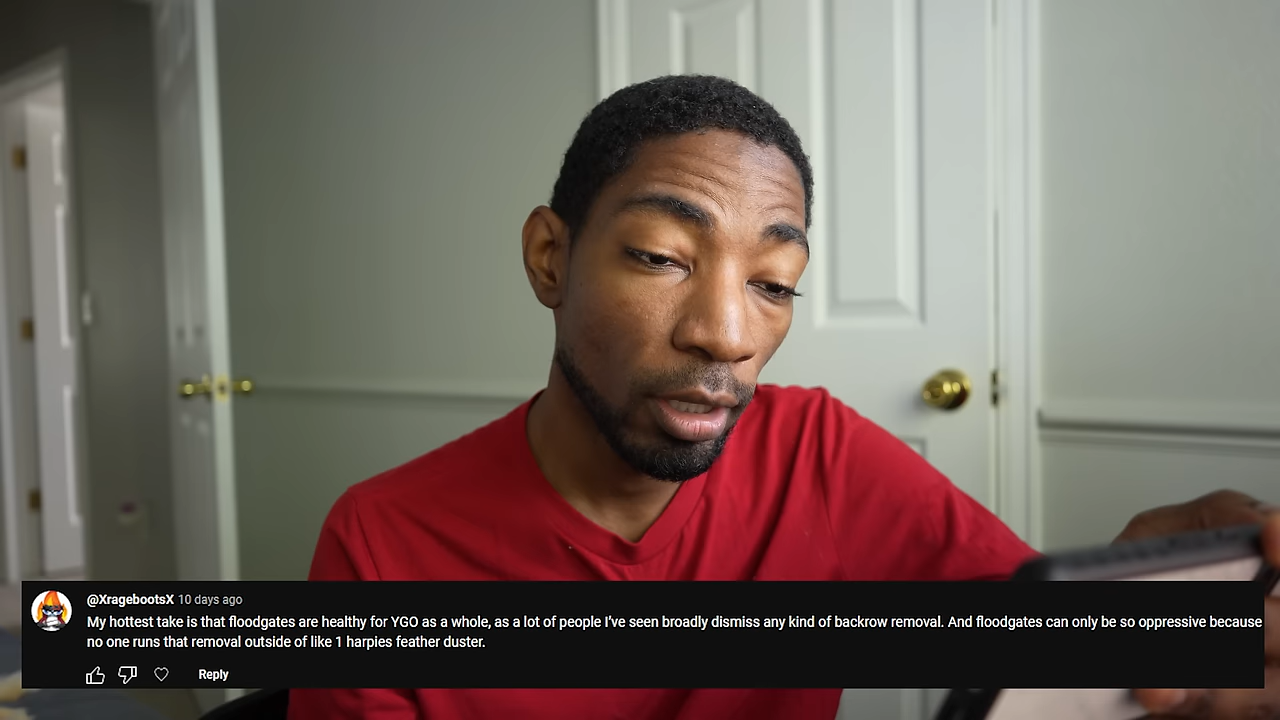 @XragebootsX 10 days ago
My hottest take is that floodgates are healthy for YGO as a whole, as a lot of people I've seen broadly dismiss any kind of backrow removal. And floodgates can only be so oppressive because
no one runs that removal outside of like 1 harpies feather duster.
Reply